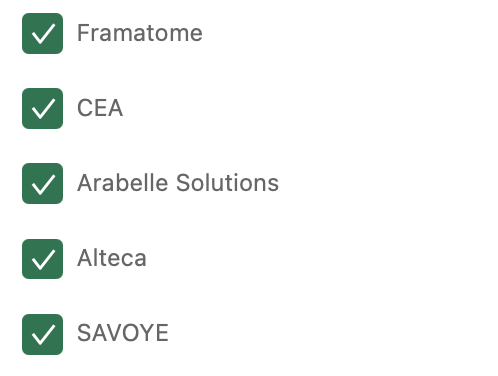 Framatome
CEA
Arabelle Solutions
Alteca
SAVOYE